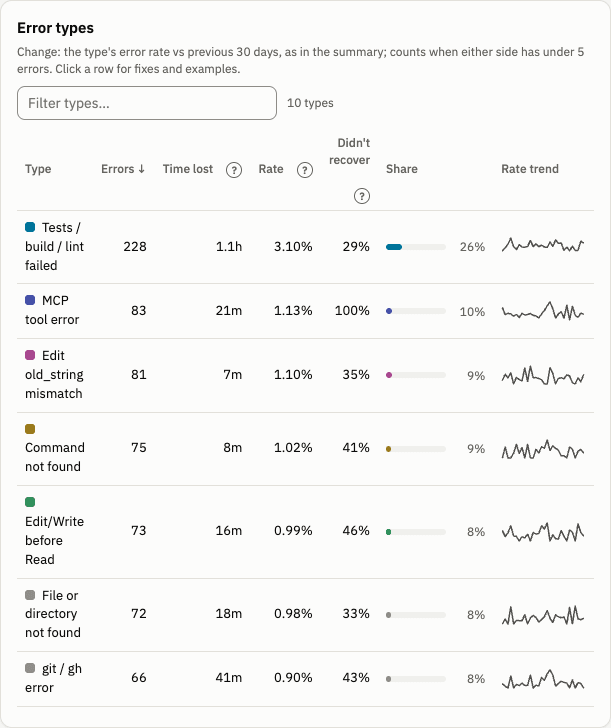 Error types
Change: the type's error rate vs previous 30 days, as in the summary; counts when either side has under 5
errors. Click a row for fixes and examples.
Filter types...
10 types
Type Errors ↓ Time lost ? Rate ? Didn't recover ? Share Rate trend
Tests / build / lint failed 228 1.1h 3.10% 29% 26%
MCP tool error 83 21m 1.13% 100% 10%
Edit old_string mismatch 81 7m 1.10% 35% 9%
Command not found 75 8m 1.02% 41% 9%
Edit/Write before Read 73 16m 0.99% 46% 8%
File or directory not found 72 18m 0.98% 33% 8%
git / gh error 66 41m 0.90% 43% 8%